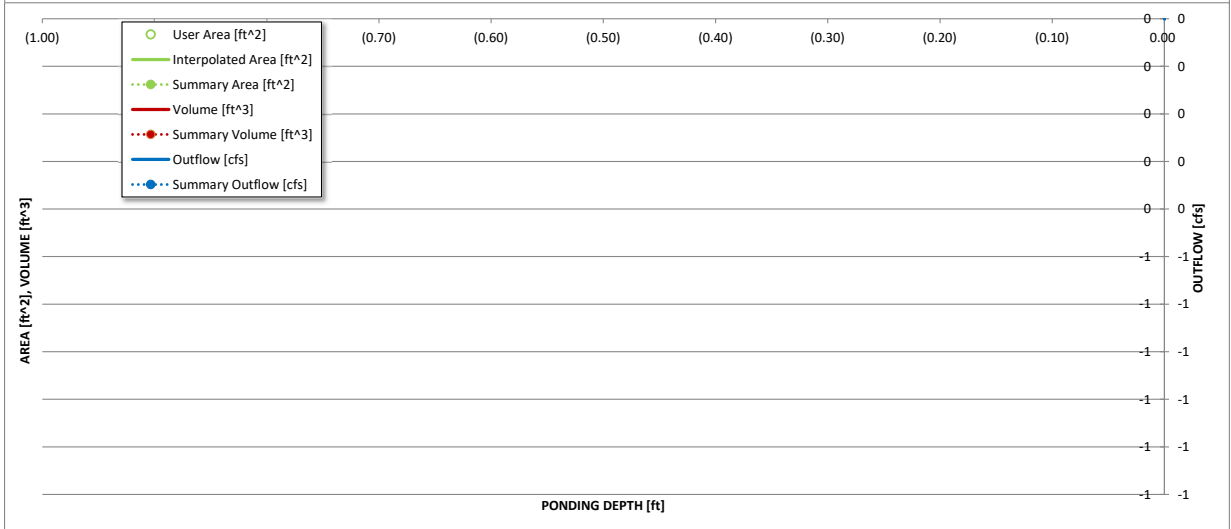 0 0
(1.00) (0.70) (0.60) (0.50) (0.40) (0.30) (0.20) (0.10) 0.00
User Area [ft^2]
Interpolated Area [ft^2]
Summary Area [ft^2]
Volume [ft^3]
Summary Volume [ft^3]
Outflow [cfs]
Summary Outflow [cfs]
0 0
0 0
0 0
0 0
-1 -1
-1 -1
-1 -1
-1 -1
-1 -1
-1 -1
AREA [ft^2], VOLUME [ft^3]
OUTFLOW [cfs]
PONDING DEPTH [ft]